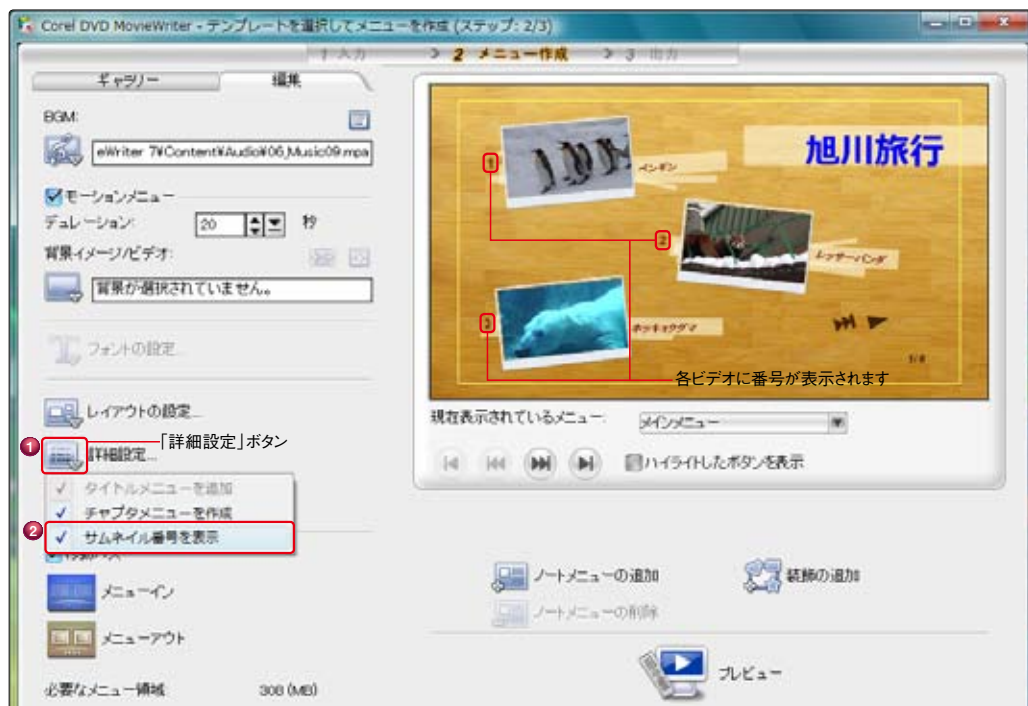 Corel DVD MovieWriter - テンプレートを選択してメニューを作成 (ステップ: 2/3)
1 入力 > 2 メニュー作成 > 3 出力
ギャラリー
編集
BGM:
eWriter 7¥Content¥Audio¥06_Music09.mpa
モーションメニュー
デュレーション: 20 秒
背景イメージ/ビデオ:
背景が選択されていません。
フォントの設定...
レイアウトの設定...
1
「詳細設定」ボタン
詳細設定...
タイトルメニューを追加
チャプタメニューを作成
2
サムネイル番号を表示
メニューイン
メニューアウト
必要なメニュー領域 308 (MB)
旭川旅行
1
ペンギン
2
レッサーパンダ
3
ホッキョクグマ
各ビデオに番号が表示されます
現在表示されているメニュー: メインメニュー
ハイライトしたボタンを表示
ノートメニューの追加
装飾の追加
ノートメニューの削除
プレビュー